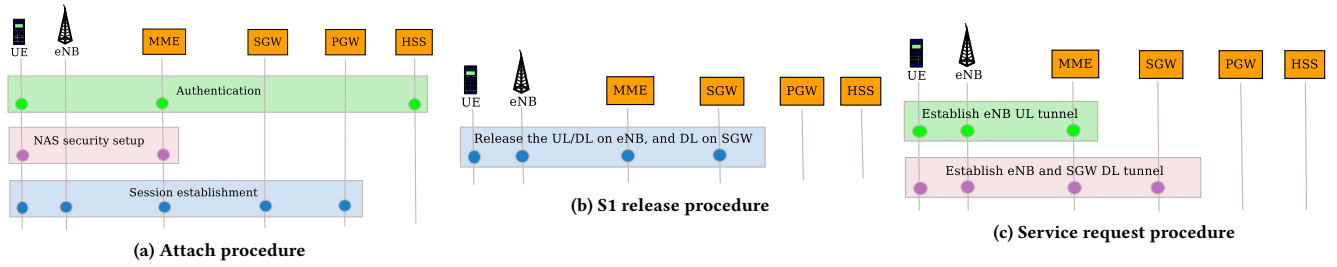 UE
eNB
MME
SGW
PGW
HSS
Authentication
NAS security setup
Session establishment
(a) Attach procedure
UE
eNB
MME
SGW
PGW
HSS
Release the UL/DL on eNB, and DL on SGW
(b) S1 release procedure
UE
eNB
MME
SGW
PGW
HSS
Establish eNB UL tunnel
Establish eNB and SGW DL tunnel
(c) Service request procedure